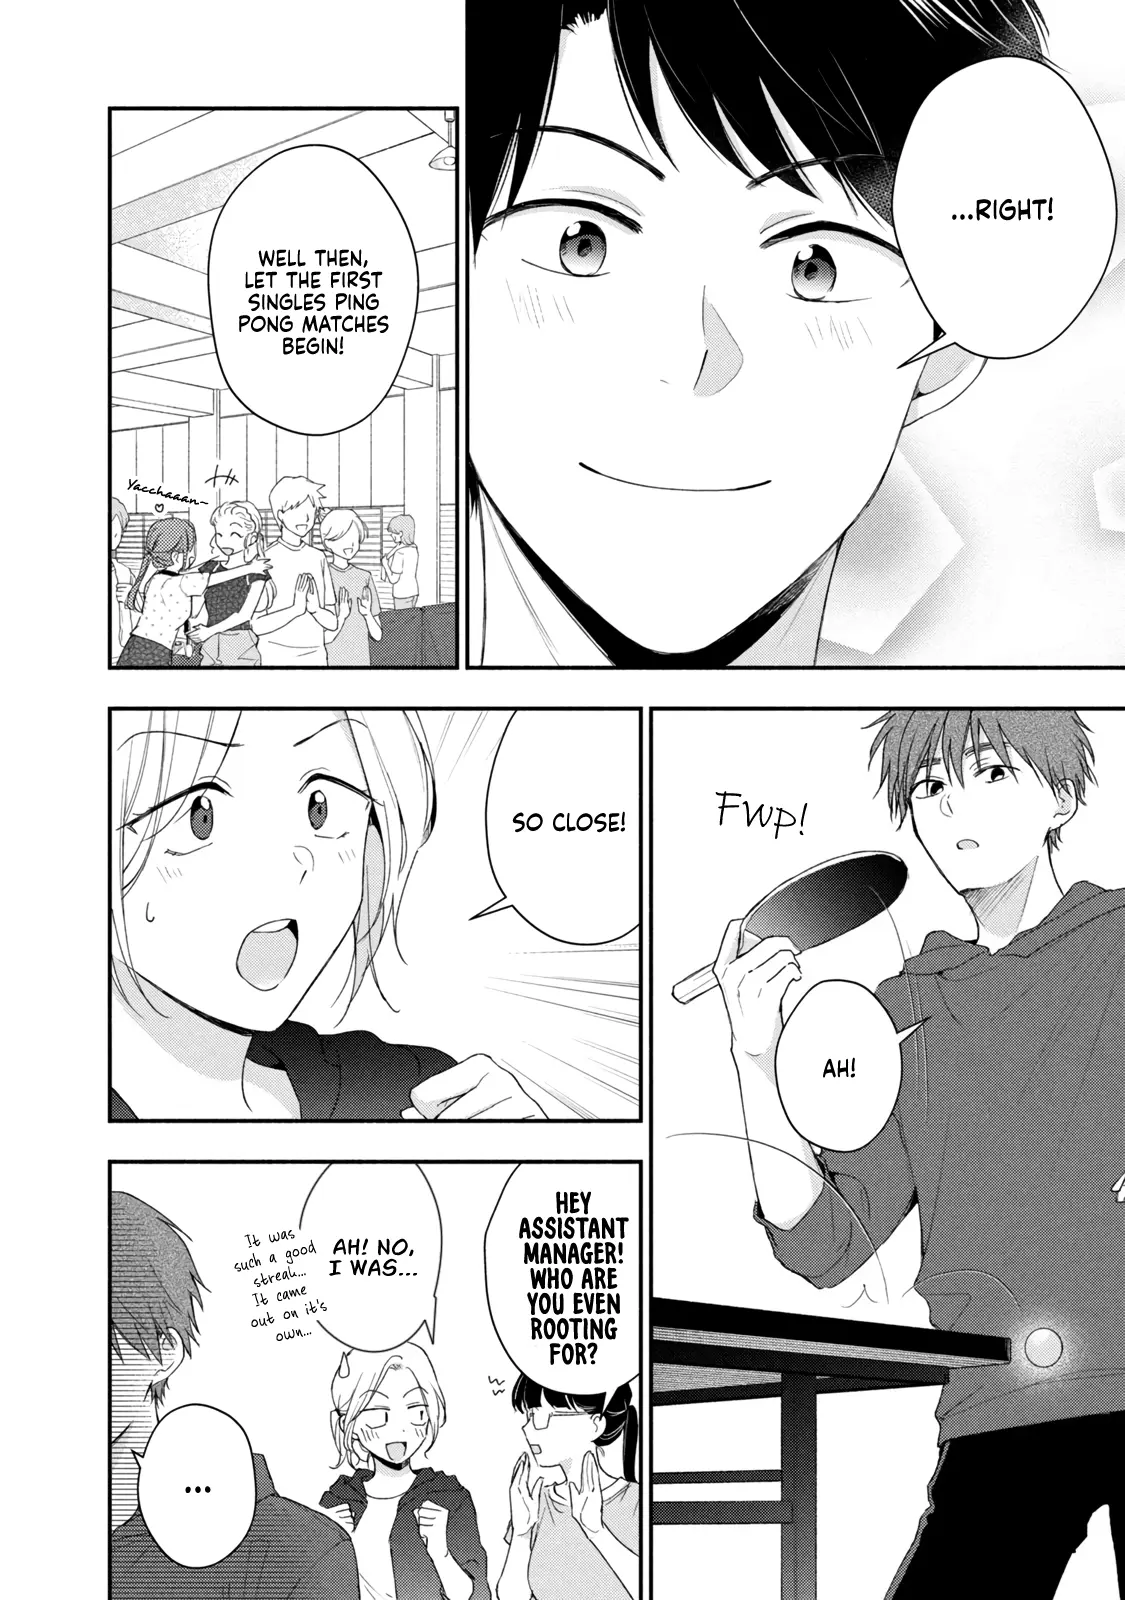 ...RIGHT!
WELL THEN,
LET THE FIRST
SINGLES PING
PONG MATCHES
BEGIN!
Yacchaaan~
FWP!
AH!
SO CLOSE!
HEY
ASSISTANT
MANAGER!
WHO ARE
YOU EVEN
ROOTING
FOR?
AH! NO,
I WAS...
It was
such a good
streak...
It came
out on it's
own...
...